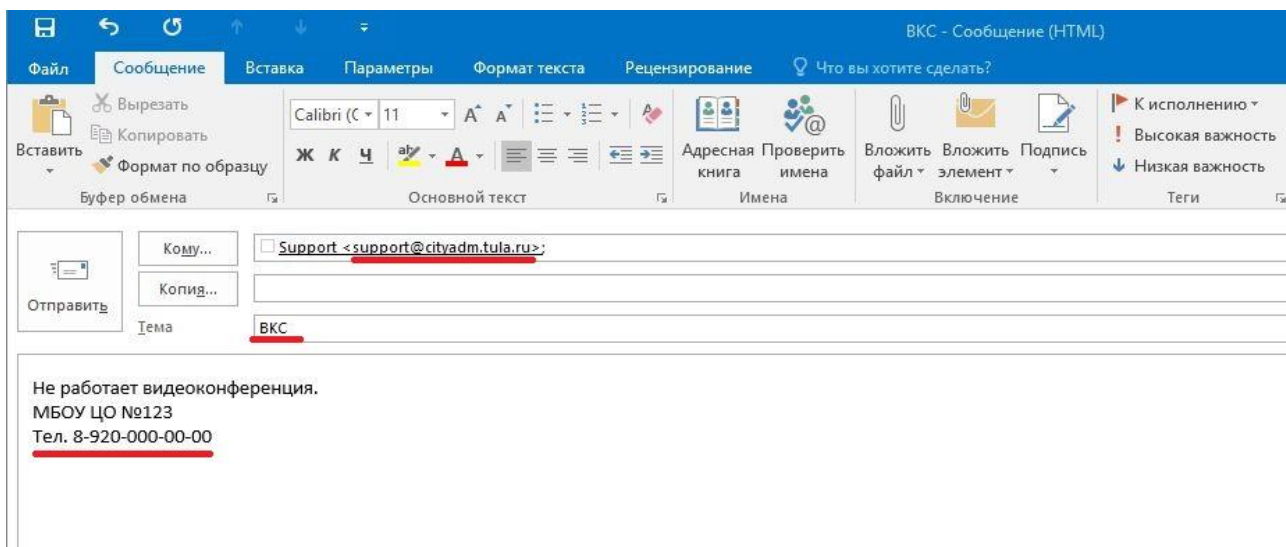 ВКС - Сообщение (HTML)
Файл Сообщение Вставка Параметры Формат текста Рецензирование Что вы хотите сделать?
Вставить
Вырезать
Копировать
Формат по образцу
Буфер обмена
Calibri (С 11
Ж К Ч
Основной текст
Адресная книга
Проверить имена
Имена
Вложить файл
Вложить элемент
Подпись
Включение
К исполнению
Высокая важность
Низкая важность
Теги
Отправить
Кому...
Support <support@cityadm.tula.ru>;
Копия...
Тема
ВКС
Не работает видеоконференция.
МБОУ ЦО №123
Тел. 8-920-000-00-00